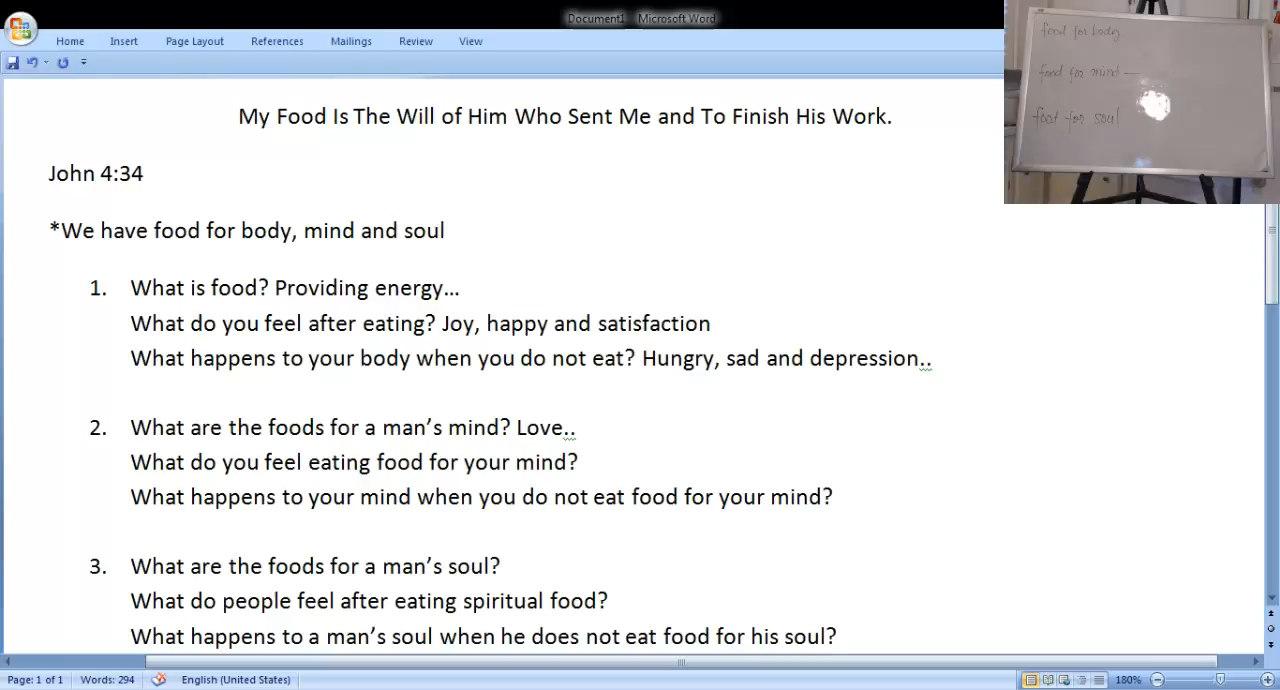 Document1 Microsoft Word
Home Insert Page Layout References Mailings Review View
My Food Is The Will of Him Who Sent Me and To Finish His Work.
John 4:34
*We have food for body, mind and soul
1. What is food? Providing energy…
What do you feel after eating? Joy, happy and satisfaction
What happens to your body when you do not eat? Hungry, sad and depression..
2. What are the foods for a man’s mind? Love..
What do you feel eating food for your mind?
What happens to your mind when you do not eat food for your mind?
3. What are the foods for a man’s soul?
What do people feel after eating spiritual food?
What happens to a man’s soul when he does not eat food for his soul?
food for body
food for mind —
food for soul
Page: 1 of 1 Words: 294 English (United States) 180%